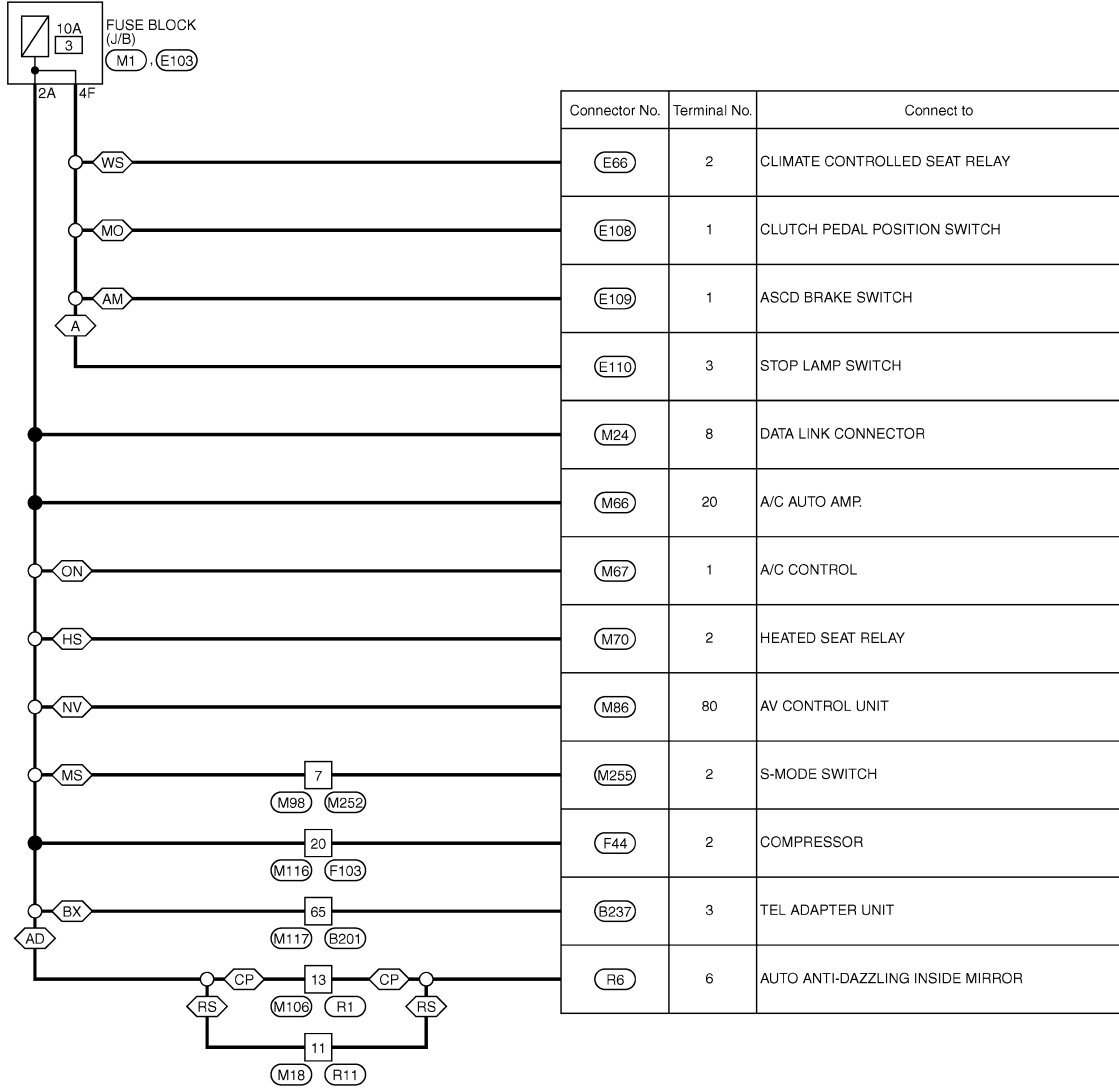 10A
3
FUSE BLOCK
(J/B)
M1 , E103
2A 4F
Connector No. Terminal No. Connect to
WS E66 2 CLIMATE CONTROLLED SEAT RELAY
MO E108 1 CLUTCH PEDAL POSITION SWITCH
AM E109 1 ASCD BRAKE SWITCH
A
E110 3 STOP LAMP SWITCH
M24 8 DATA LINK CONNECTOR
M66 20 A/C AUTO AMP.
ON M67 1 A/C CONTROL
HS M70 2 HEATED SEAT RELAY
NV M86 80 AV CONTROL UNIT
MS 7 M255 2 S-MODE SWITCH
M98 M252
20 F44 2 COMPRESSOR
M116 F103
BX 65 B237 3 TEL ADAPTER UNIT
AD M117 B201
CP 13 CP R6 6 AUTO ANTI-DAZZLING INSIDE MIRROR
RS M106 R1 RS
11
M18 R11